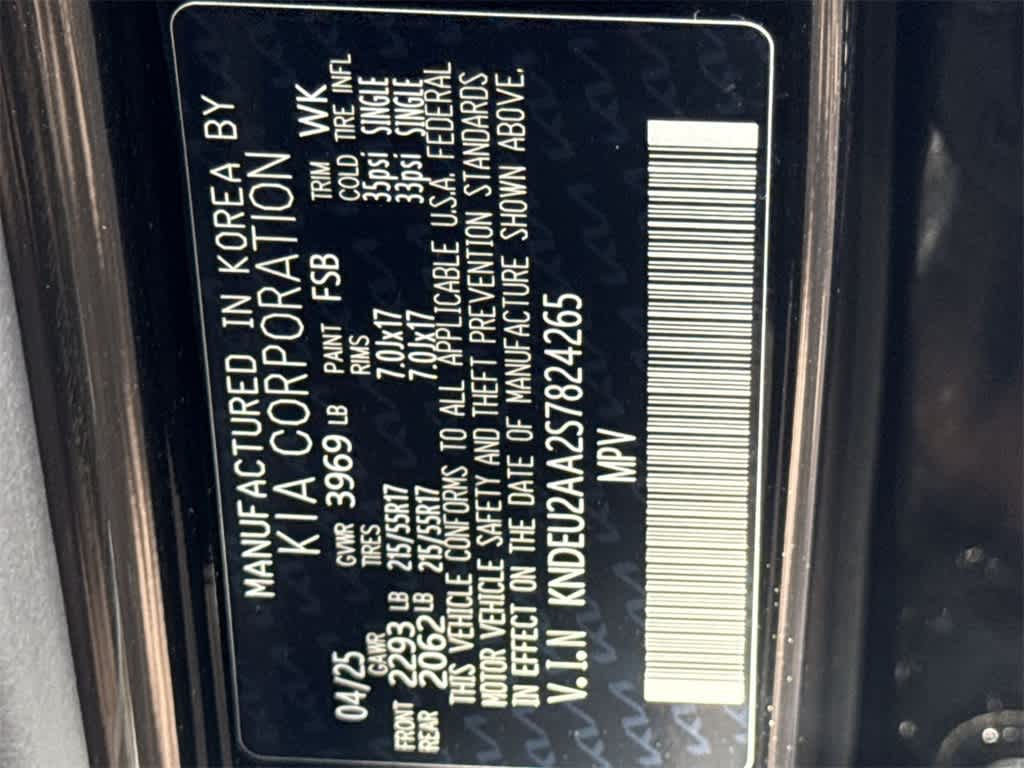 MANUFACTURED IN KOREA BY
KIA CORPORATION
04/25 GVWR 3969 LB PAINT FSB TRIM WK
GAWR TIRES RIMS COLD TIRE INFL
FRONT 2293 LB 215/55R17 7.0Jx17 35psi SINGLE
REAR 2062 LB 215/55R17 7.0Jx17 33psi SINGLE
THIS VEHICLE CONFORMS TO ALL APPLICABLE U.S.A. FEDERAL
MOTOR VEHICLE SAFETY AND THEFT PREVENTION STANDARDS
IN EFFECT ON THE DATE OF MANUFACTURE SHOWN ABOVE.
V.I.N KNDEU2AA2S7824265
MPV